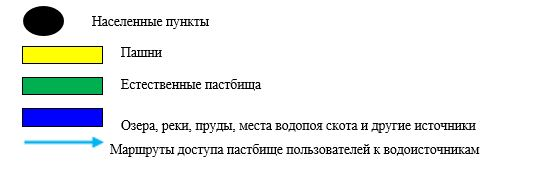 Населенные пункты
Пашни
Естественные пастбища
Озера, реки, пруды, места водопоя скота и другие источники
Маршруты доступа пастбище пользователей к водоисточникам